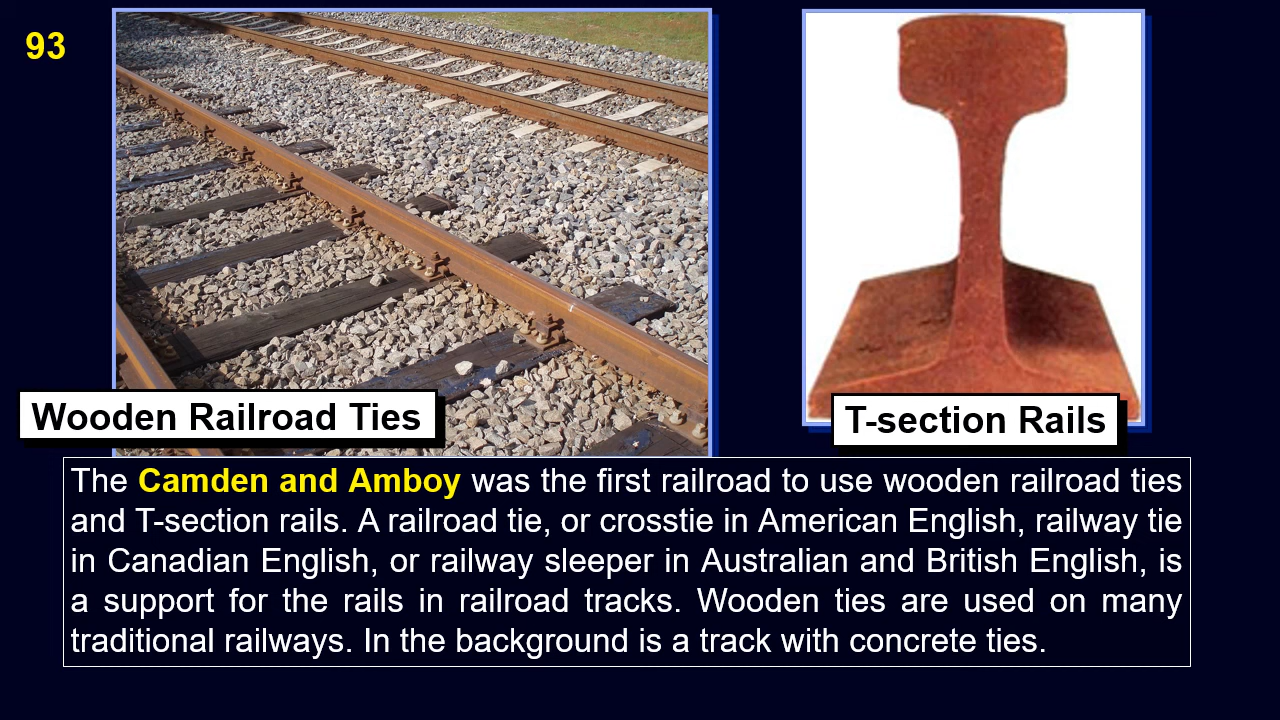 93
Wooden Railroad Ties
T-section Rails
The Camden and Amboy was the first railroad to use wooden railroad ties
and T-section rails. A railroad tie, or crosstie in American English, railway tie
in Canadian English, or railway sleeper in Australian and British English, is
a support for the rails in railroad tracks. Wooden ties are used on many
traditional railways. In the background is a track with concrete ties.